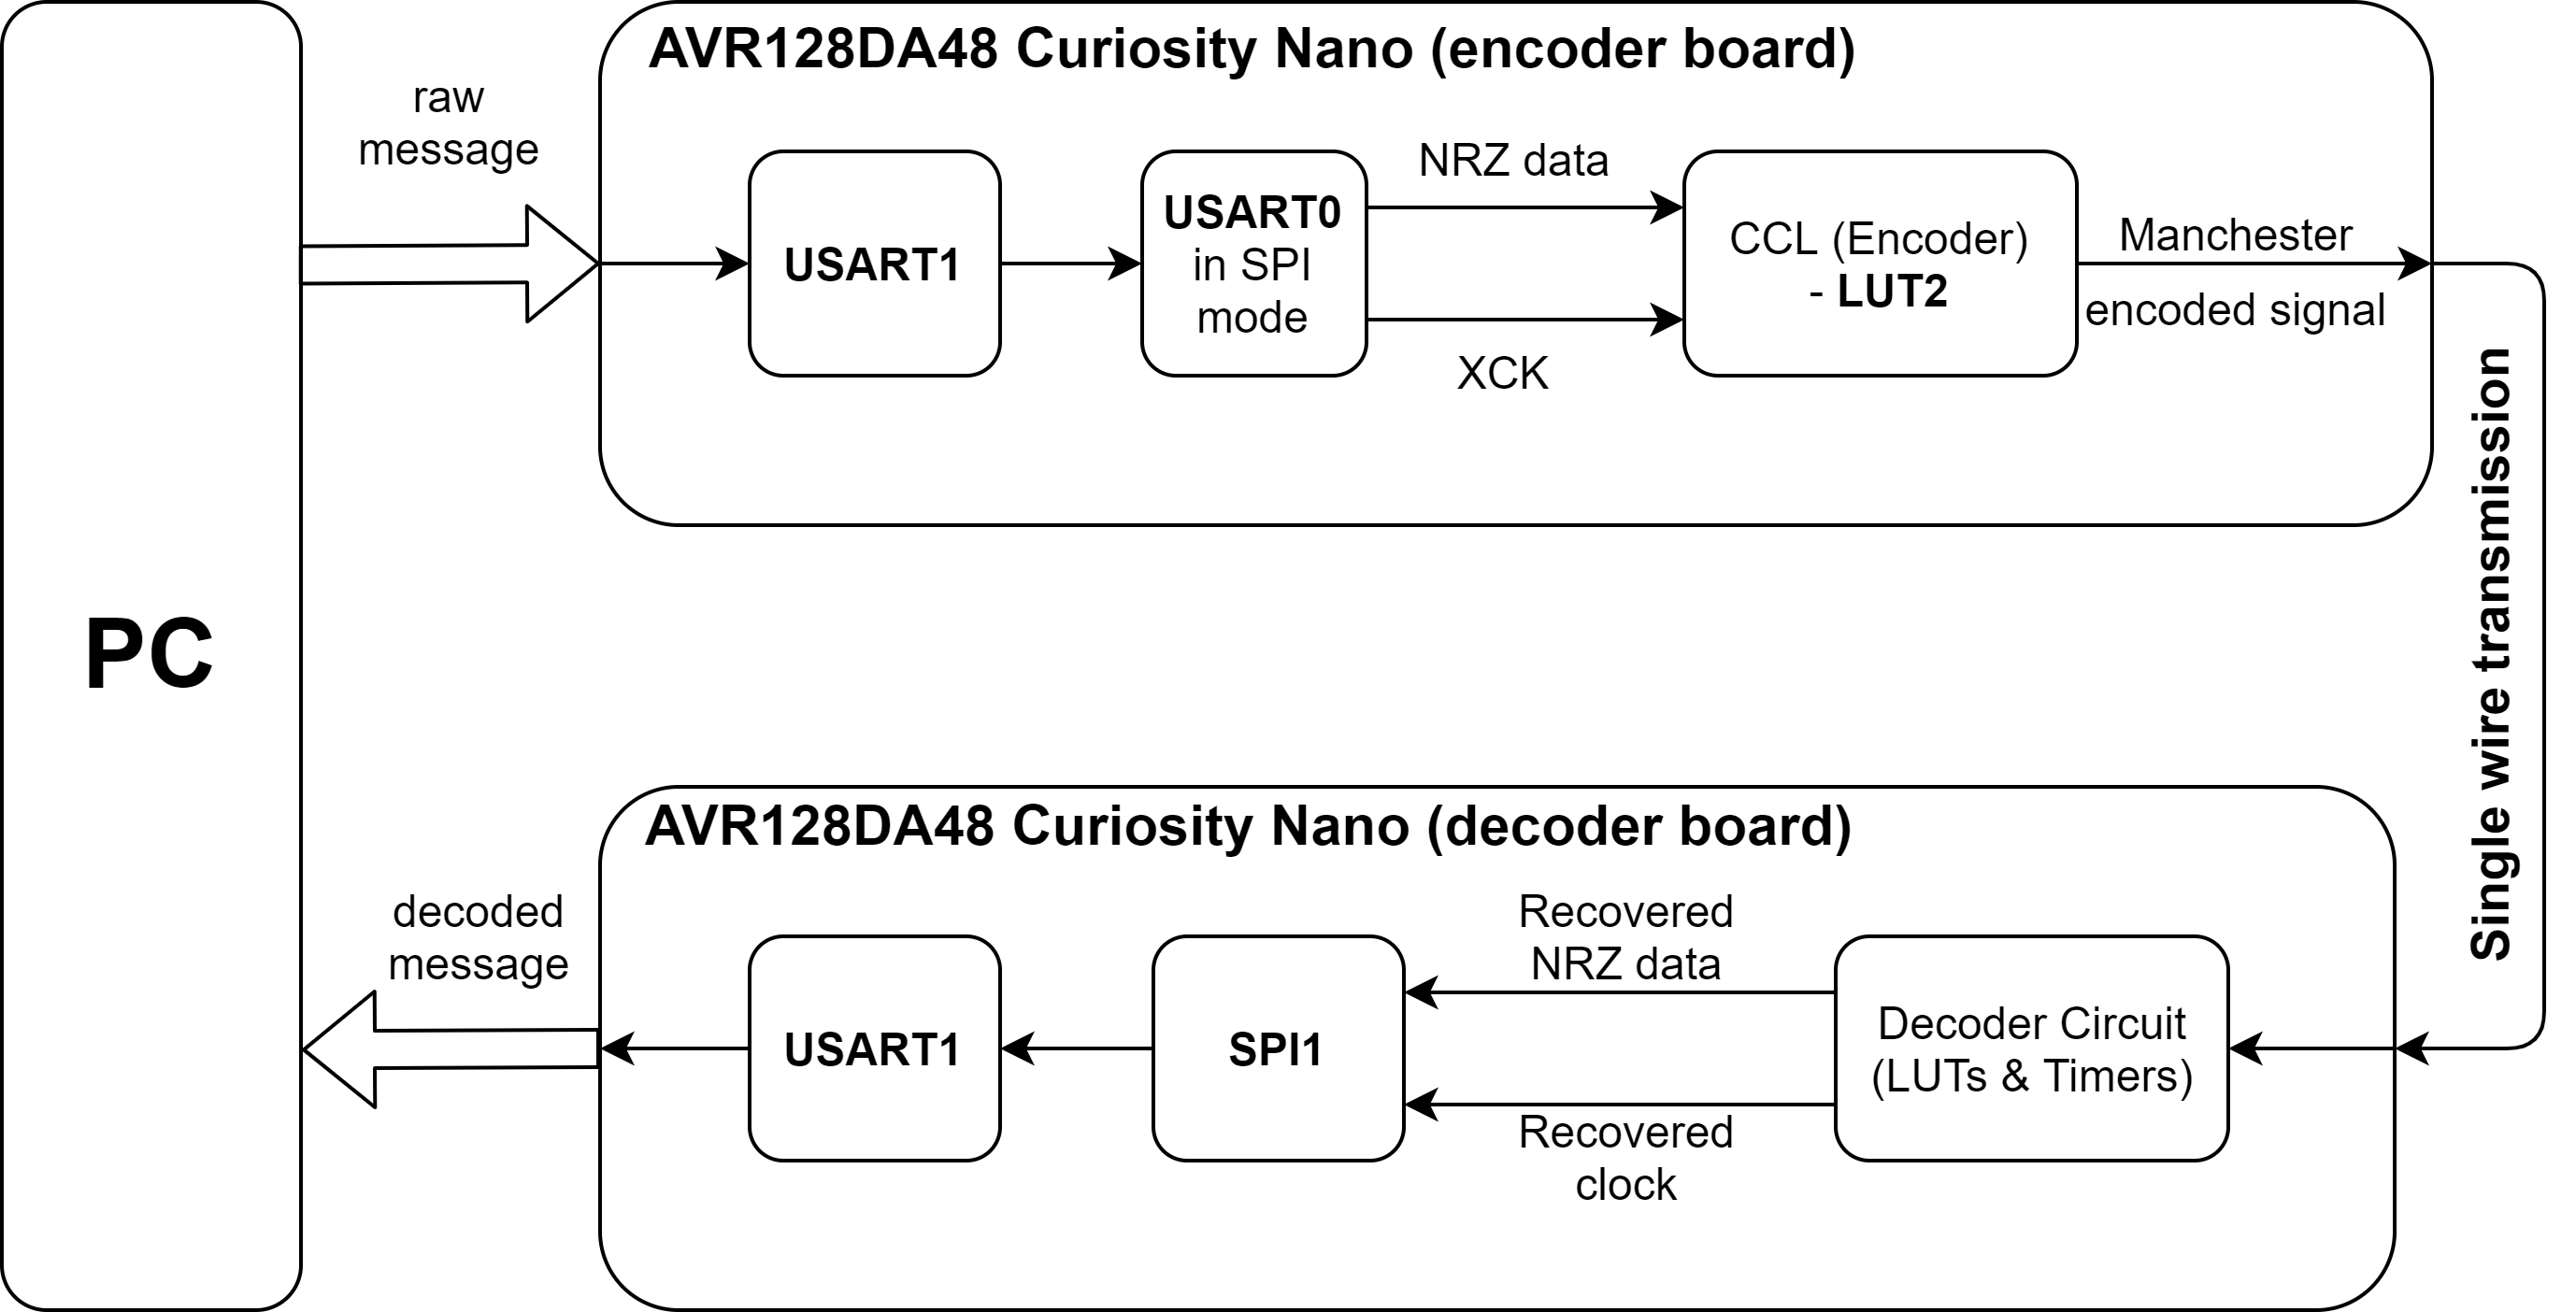 PC
raw
message
AVR128DA48 Curiosity Nano (encoder board)
USART1
USART0
in SPI
mode
NRZ data
XCK
CCL (Encoder)
- LUT2
Manchester
encoded signal
Single wire transmission
AVR128DA48 Curiosity Nano (decoder board)
decoded
message
USART1
SPI1
Recovered
NRZ data
Recovered
clock
Decoder Circuit
(LUTs & Timers)